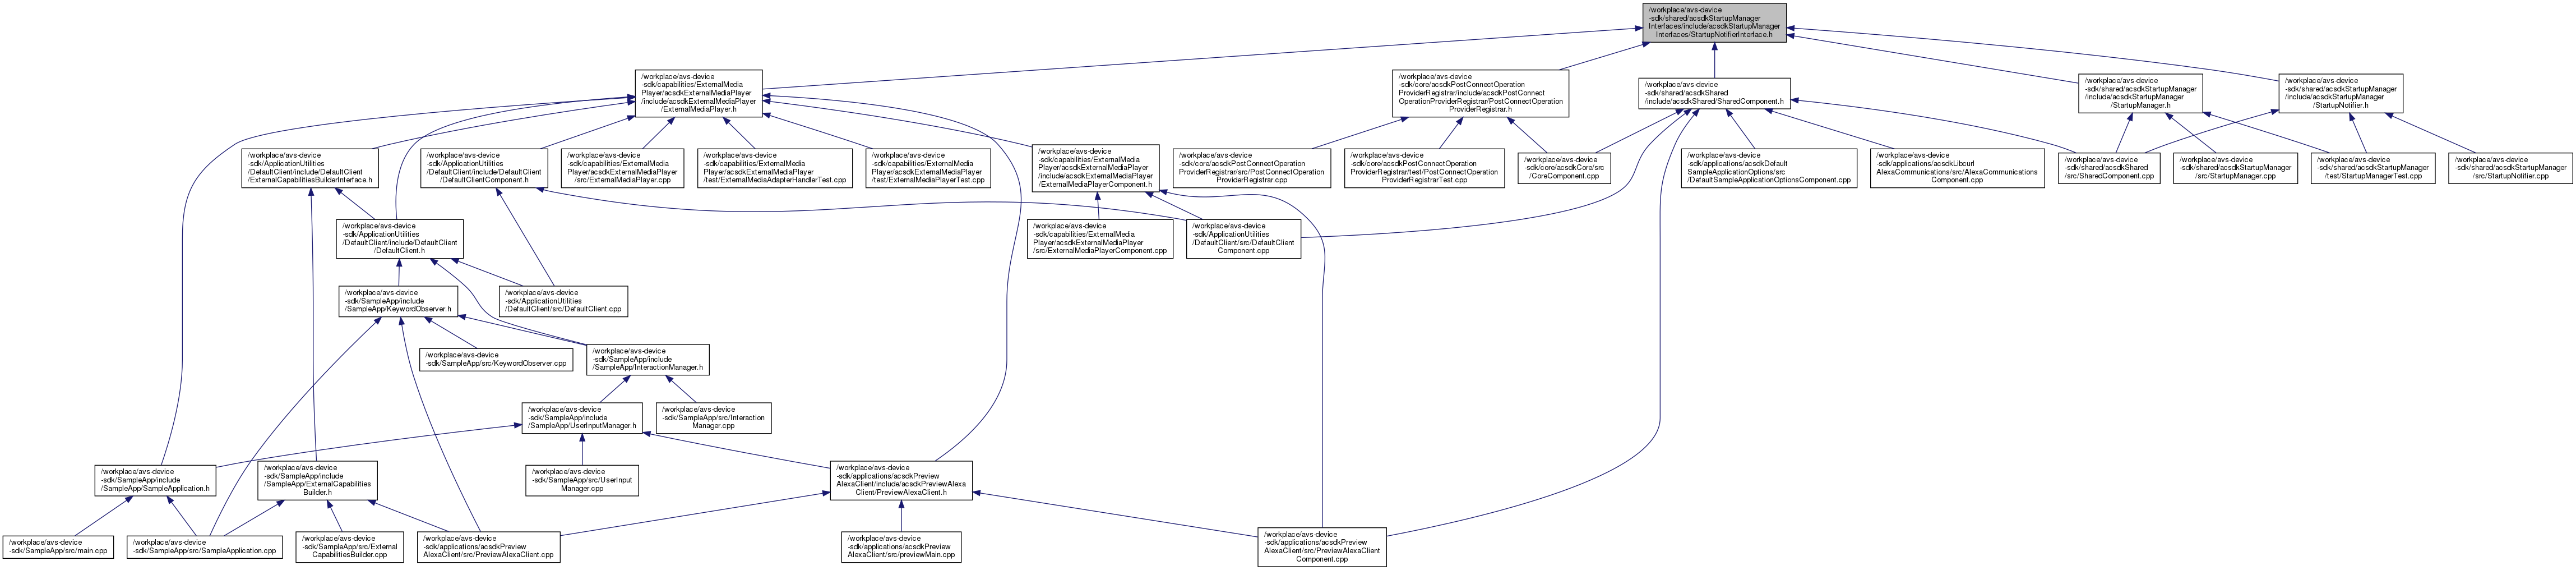 /workplace/avs-device
-sdk/shared/acsdkStartupManager
Interfaces/include/acsdkStartupManager
Interfaces/StartupNotifierInterface.h
/workplace/avs-device
-sdk/capabilities/ExternalMedia
Player/acsdkExternalMediaPlayer
/include/acsdkExternalMediaPlayer
/ExternalMediaPlayer.h
/workplace/avs-device
-sdk/core/acsdkPostConnectOperation
ProviderRegistrar/include/acsdkPostConnect
OperationProviderRegistrar/PostConnectOperation
ProviderRegistrar.h
/workplace/avs-device
-sdk/shared/acsdkShared
/include/acsdkShared/SharedComponent.h
/workplace/avs-device
-sdk/shared/acsdkStartupManager
/include/acsdkStartupManager
/StartupManager.h
/workplace/avs-device
-sdk/shared/acsdkStartupManager
/include/acsdkStartupManager
/StartupNotifier.h
/workplace/avs-device
-sdk/ApplicationUtilities
/DefaultClient/include/DefaultClient
/ExternalCapabilitiesBuilderInterface.h
/workplace/avs-device
-sdk/ApplicationUtilities
/DefaultClient/include/DefaultClient
/DefaultClientComponent.h
/workplace/avs-device
-sdk/capabilities/ExternalMedia
Player/acsdkExternalMediaPlayer
/src/ExternalMediaPlayer.cpp
/workplace/avs-device
-sdk/capabilities/ExternalMedia
Player/acsdkExternalMediaPlayer
/test/ExternalMediaAdapterHandlerTest.cpp
/workplace/avs-device
-sdk/capabilities/ExternalMedia
Player/acsdkExternalMediaPlayer
/test/ExternalMediaPlayerTest.cpp
/workplace/avs-device
-sdk/capabilities/ExternalMedia
Player/acsdkExternalMediaPlayer
/include/acsdkExternalMediaPlayer
/ExternalMediaPlayerComponent.h
/workplace/avs-device
-sdk/core/acsdkPostConnectOperation
ProviderRegistrar/src/PostConnectOperation
ProviderRegistrar.cpp
/workplace/avs-device
-sdk/core/acsdkPostConnectOperation
ProviderRegistrar/test/PostConnectOperation
ProviderRegistrarTest.cpp
/workplace/avs-device
-sdk/core/acsdkCore/src
/CoreComponent.cpp
/workplace/avs-device
-sdk/applications/acsdkDefault
SampleApplicationOptions/src
/DefaultSampleApplicationOptionsComponent.cpp
/workplace/avs-device
-sdk/applications/acsdkLibcurl
AlexaCommunications/src/AlexaCommunications
Component.cpp
/workplace/avs-device
-sdk/shared/acsdkShared
/src/SharedComponent.cpp
/workplace/avs-device
-sdk/shared/acsdkStartupManager
/src/StartupManager.cpp
/workplace/avs-device
-sdk/shared/acsdkStartupManager
/test/StartupManagerTest.cpp
/workplace/avs-device
-sdk/shared/acsdkStartupManager
/src/StartupNotifier.cpp
/workplace/avs-device
-sdk/ApplicationUtilities
/DefaultClient/include/DefaultClient
/DefaultClient.h
/workplace/avs-device
-sdk/capabilities/ExternalMedia
Player/acsdkExternalMediaPlayer
/src/ExternalMediaPlayerComponent.cpp
/workplace/avs-device
-sdk/ApplicationUtilities
/DefaultClient/src/DefaultClient
Component.cpp
/workplace/avs-device
-sdk/SampleApp/include
/SampleApp/KeywordObserver.h
/workplace/avs-device
-sdk/ApplicationUtilities
/DefaultClient/src/DefaultClient.cpp
/workplace/avs-device
-sdk/SampleApp/src/KeywordObserver.cpp
/workplace/avs-device
-sdk/SampleApp/include
/SampleApp/InteractionManager.h
/workplace/avs-device
-sdk/SampleApp/include
/SampleApp/UserInputManager.h
/workplace/avs-device
-sdk/SampleApp/src/Interaction
Manager.cpp
/workplace/avs-device
-sdk/SampleApp/include
/SampleApp/SampleApplication.h
/workplace/avs-device
-sdk/SampleApp/include
/SampleApp/ExternalCapabilities
Builder.h
/workplace/avs-device
-sdk/SampleApp/src/UserInput
Manager.cpp
/workplace/avs-device
-sdk/applications/acsdkPreview
AlexaClient/include/acsdkPreviewAlexa
Client/PreviewAlexaClient.h
/workplace/avs-device
-sdk/SampleApp/src/main.cpp
/workplace/avs-device
-sdk/SampleApp/src/SampleApplication.cpp
/workplace/avs-device
-sdk/SampleApp/src/External
CapabilitiesBuilder.cpp
/workplace/avs-device
-sdk/applications/acsdkPreview
AlexaClient/src/PreviewAlexaClient.cpp
/workplace/avs-device
-sdk/applications/acsdkPreview
AlexaClient/src/previewMain.cpp
/workplace/avs-device
-sdk/applications/acsdkPreview
AlexaClient/src/PreviewAlexaClient
Component.cpp